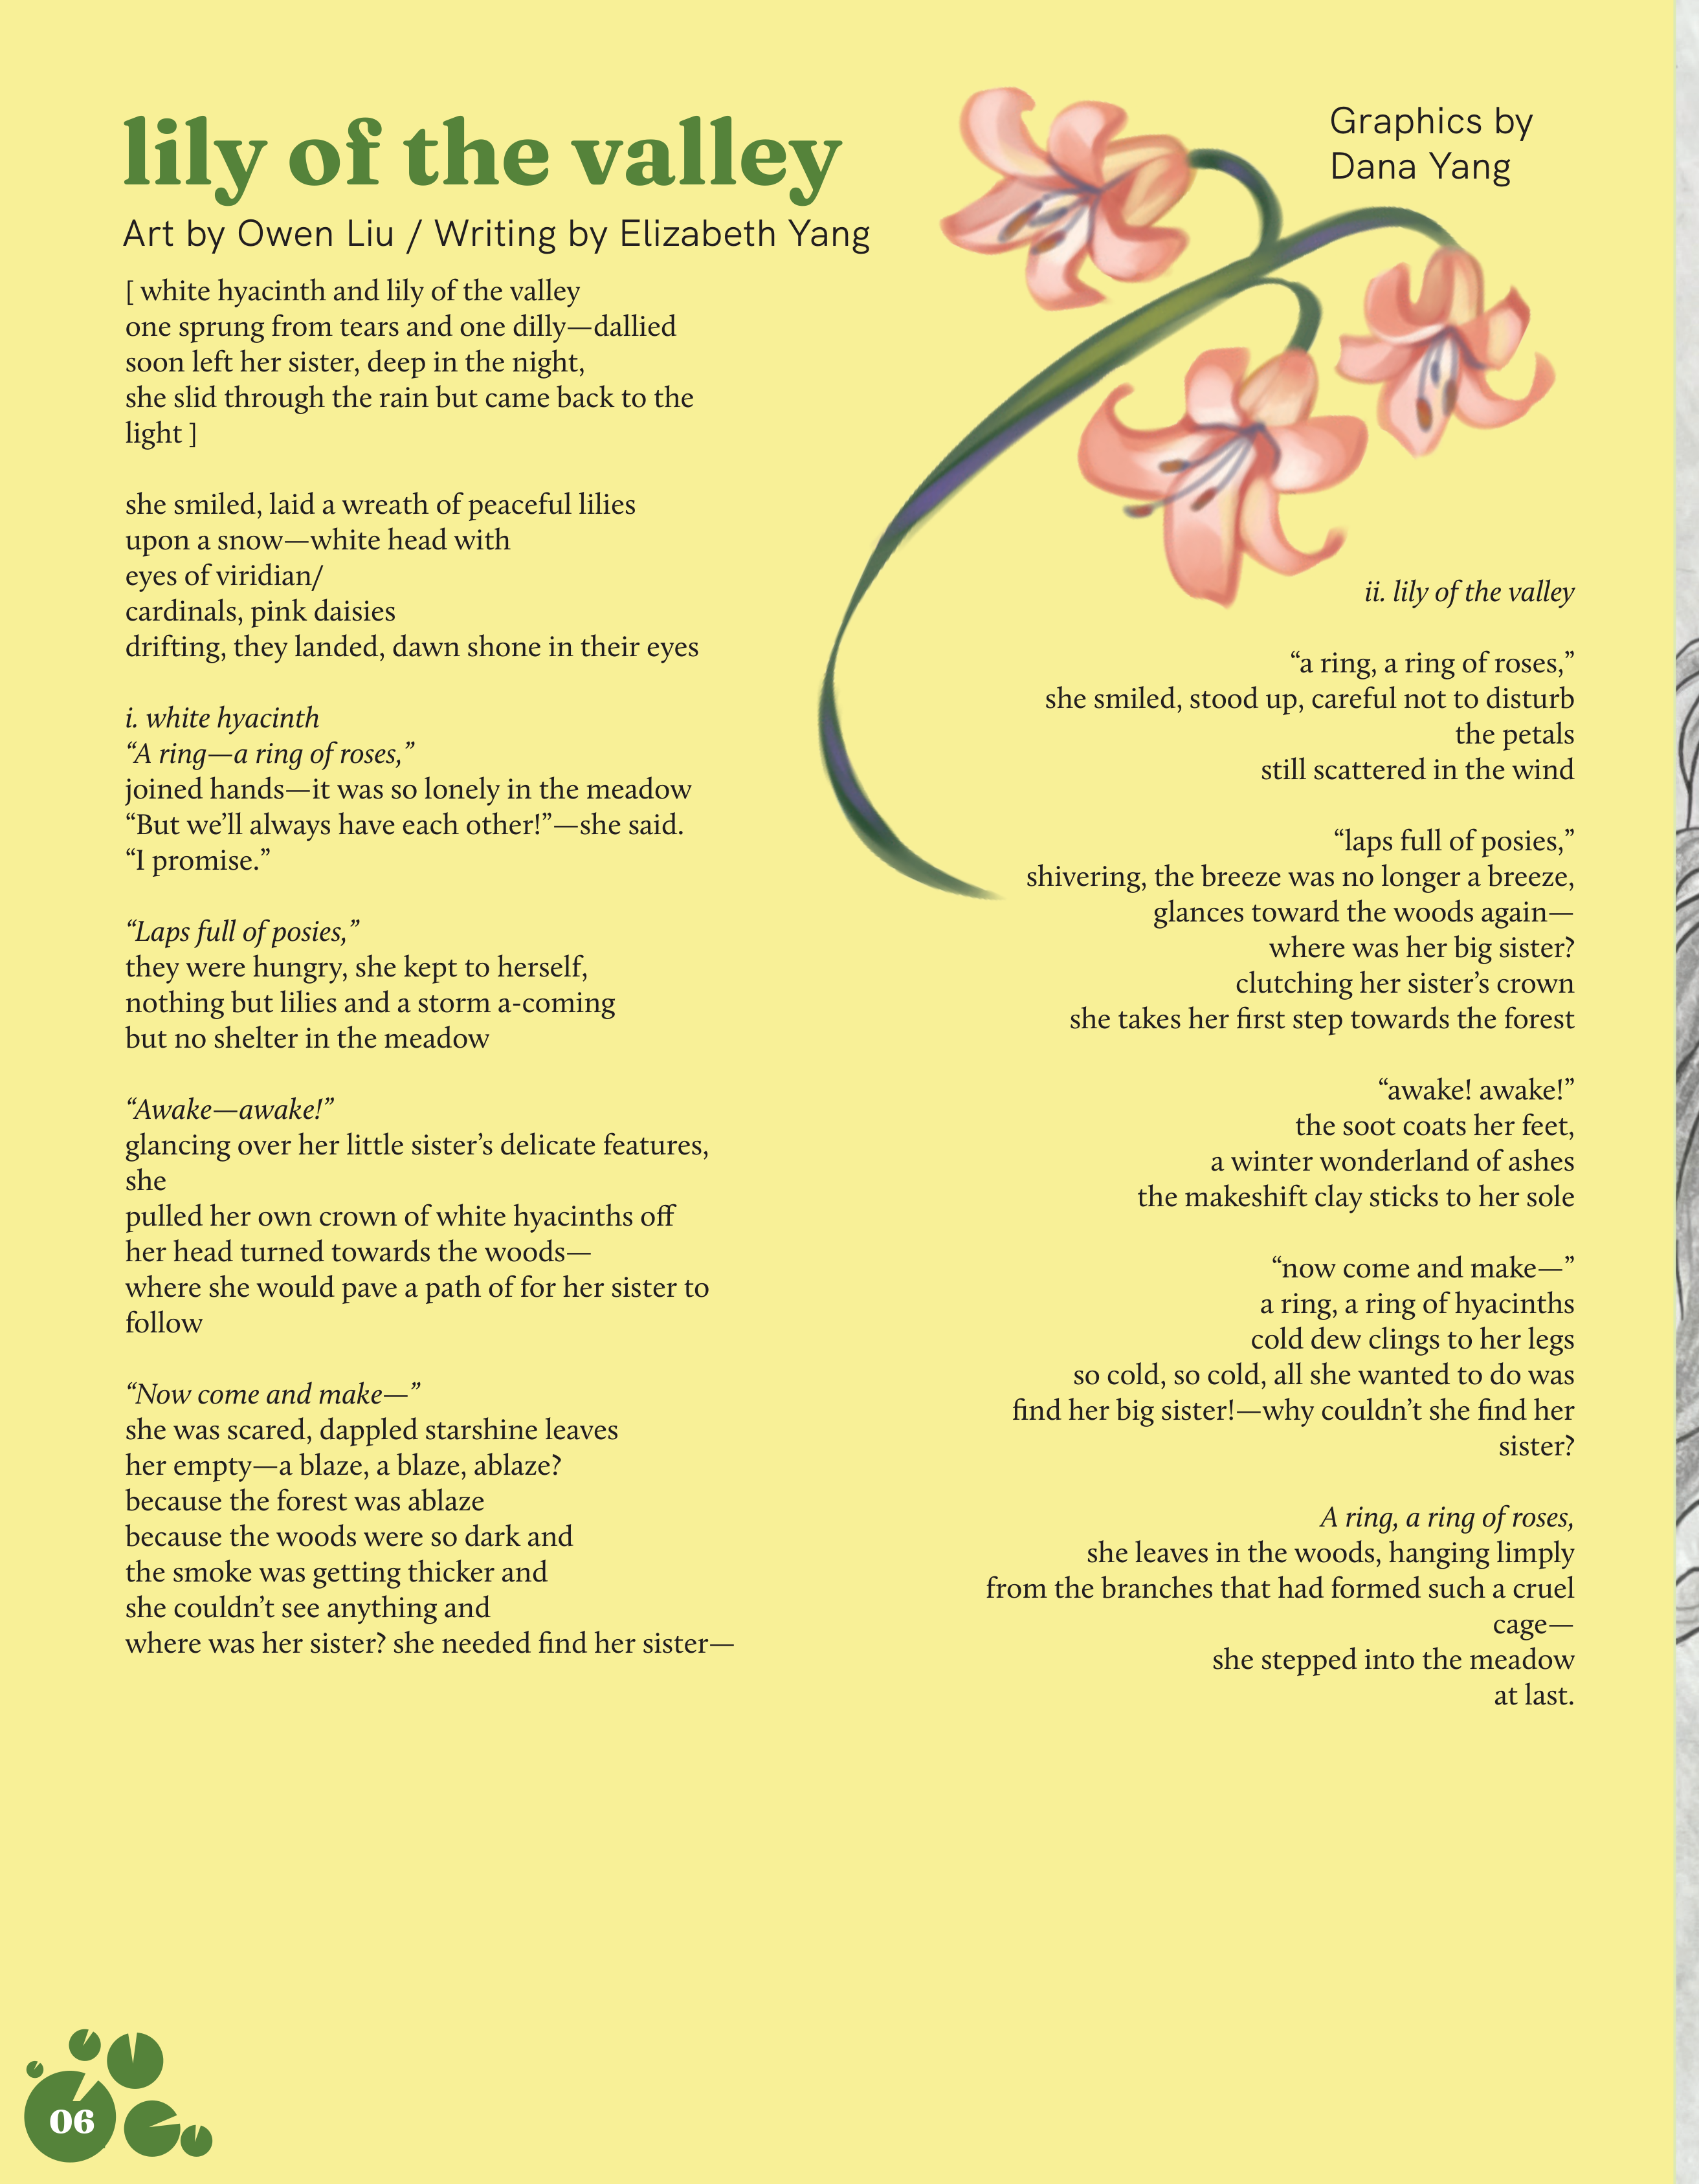 lily of the valley
Art by Owen Liu / Writing by Elizabeth Yang
Graphics by
Dana Yang
[ white hyacinth and lily of the valley
one sprung from tears and one dilly—dallied
soon left her sister, deep in the night,
she slid through the rain but came back to the
light ]
she smiled, laid a wreath of peaceful lilies
upon a snow—white head with
eyes of viridian/
cardinals, pink daisies
drifting, they landed, dawn shone in their eyes
i. white hyacinth
“A ring—a ring of roses,”
joined hands—it was so lonely in the meadow
“But we’ll always have each other!”—she said.
“I promise.”
“Laps full of posies,”
they were hungry, she kept to herself,
nothing but lilies and a storm a-coming
but no shelter in the meadow
“Awake—awake!”
glancing over her little sister’s delicate features,
she
pulled her own crown of white hyacinths off
her head turned towards the woods—
where she would pave a path of for her sister to
follow
“Now come and make—”
she was scared, dappled starshine leaves
her empty—a blaze, a blaze, ablaze?
because the forest was ablaze
because the woods were so dark and
the smoke was getting thicker and
she couldn’t see anything and
where was her sister? she needed find her sister—
ii. lily of the valley
“a ring, a ring of roses,”
she smiled, stood up, careful not to disturb
the petals
still scattered in the wind
“laps full of posies,”
shivering, the breeze was no longer a breeze,
glances toward the woods again—
where was her big sister?
clutching her sister’s crown
she takes her first step towards the forest
“awake! awake!”
the soot coats her feet,
a winter wonderland of ashes
the makeshift clay sticks to her sole
“now come and make—”
a ring, a ring of hyacinths
cold dew clings to her legs
so cold, so cold, all she wanted to do was
find her big sister!—why couldn’t she find her
sister?
A ring, a ring of roses,
she leaves in the woods, hanging limply
from the branches that had formed such a cruel
cage—
she stepped into the meadow
at last.
06